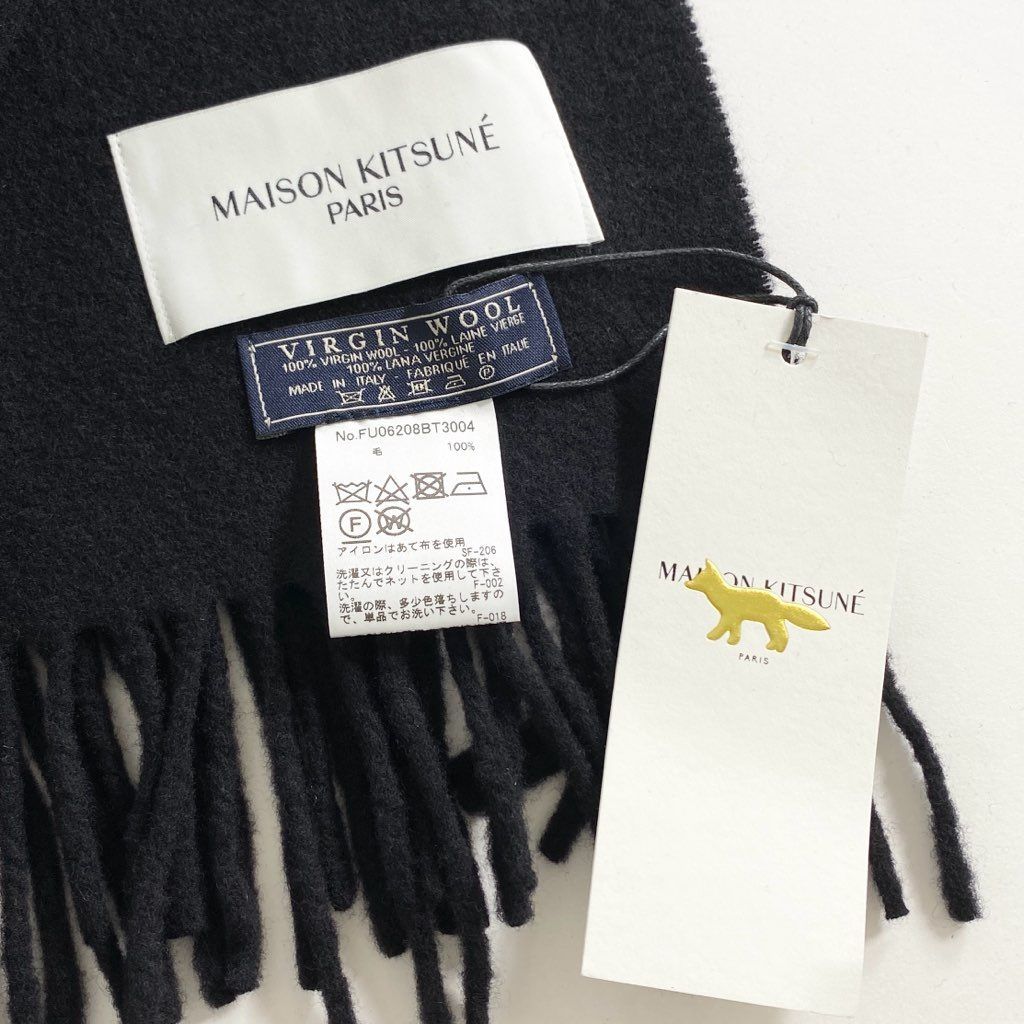 MAISON KITSUNÉ
PARIS
VIRGIN WOOL
100% VIRGIN WOOL - 100% LAINE VIERGE
100% LANA VERGINE
MADE IN ITALY - FABRIQUÉ EN ITALIE
No.FU06208BT3004
毛 100%
F W
アイロンはあて布を使用
SF-206
洗濯又はクリーニングの際は、
たたんでネットを使用して下さ
い。 F-002
洗濯の際、多少色落ちしますの
で、単品でお洗い下さい。 F-018
MAISON KITSUNÉ
PARIS